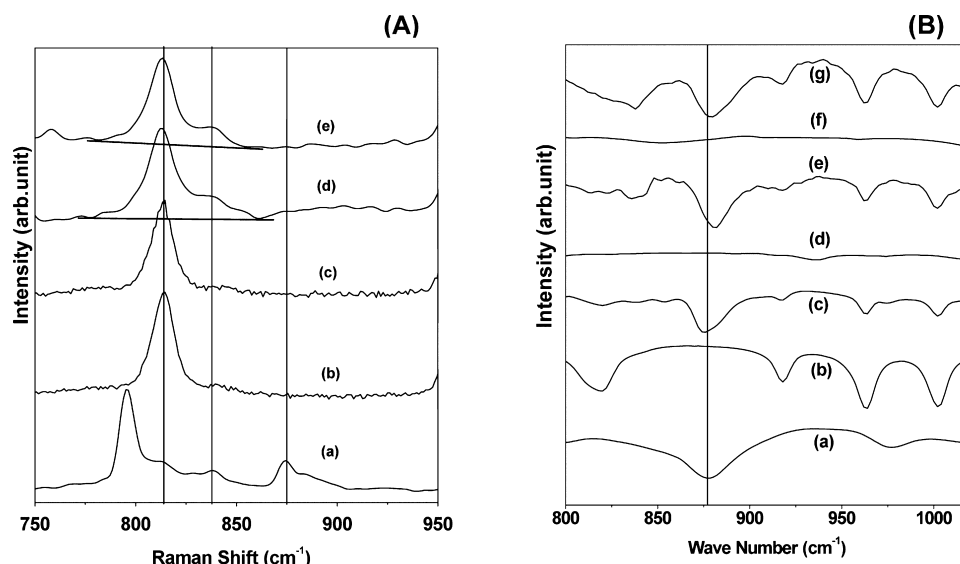 (A)
Intensity (arb.unit)
(e)
(d)
(c)
(b)
(a)
750 800 850 900 950
Raman Shift (cm-1)
(B)
Intensity (arb.unit)
(g)
(f)
(e)
(d)
(c)
(b)
(a)
800 850 900 950 1000
Wave Number (cm-1)